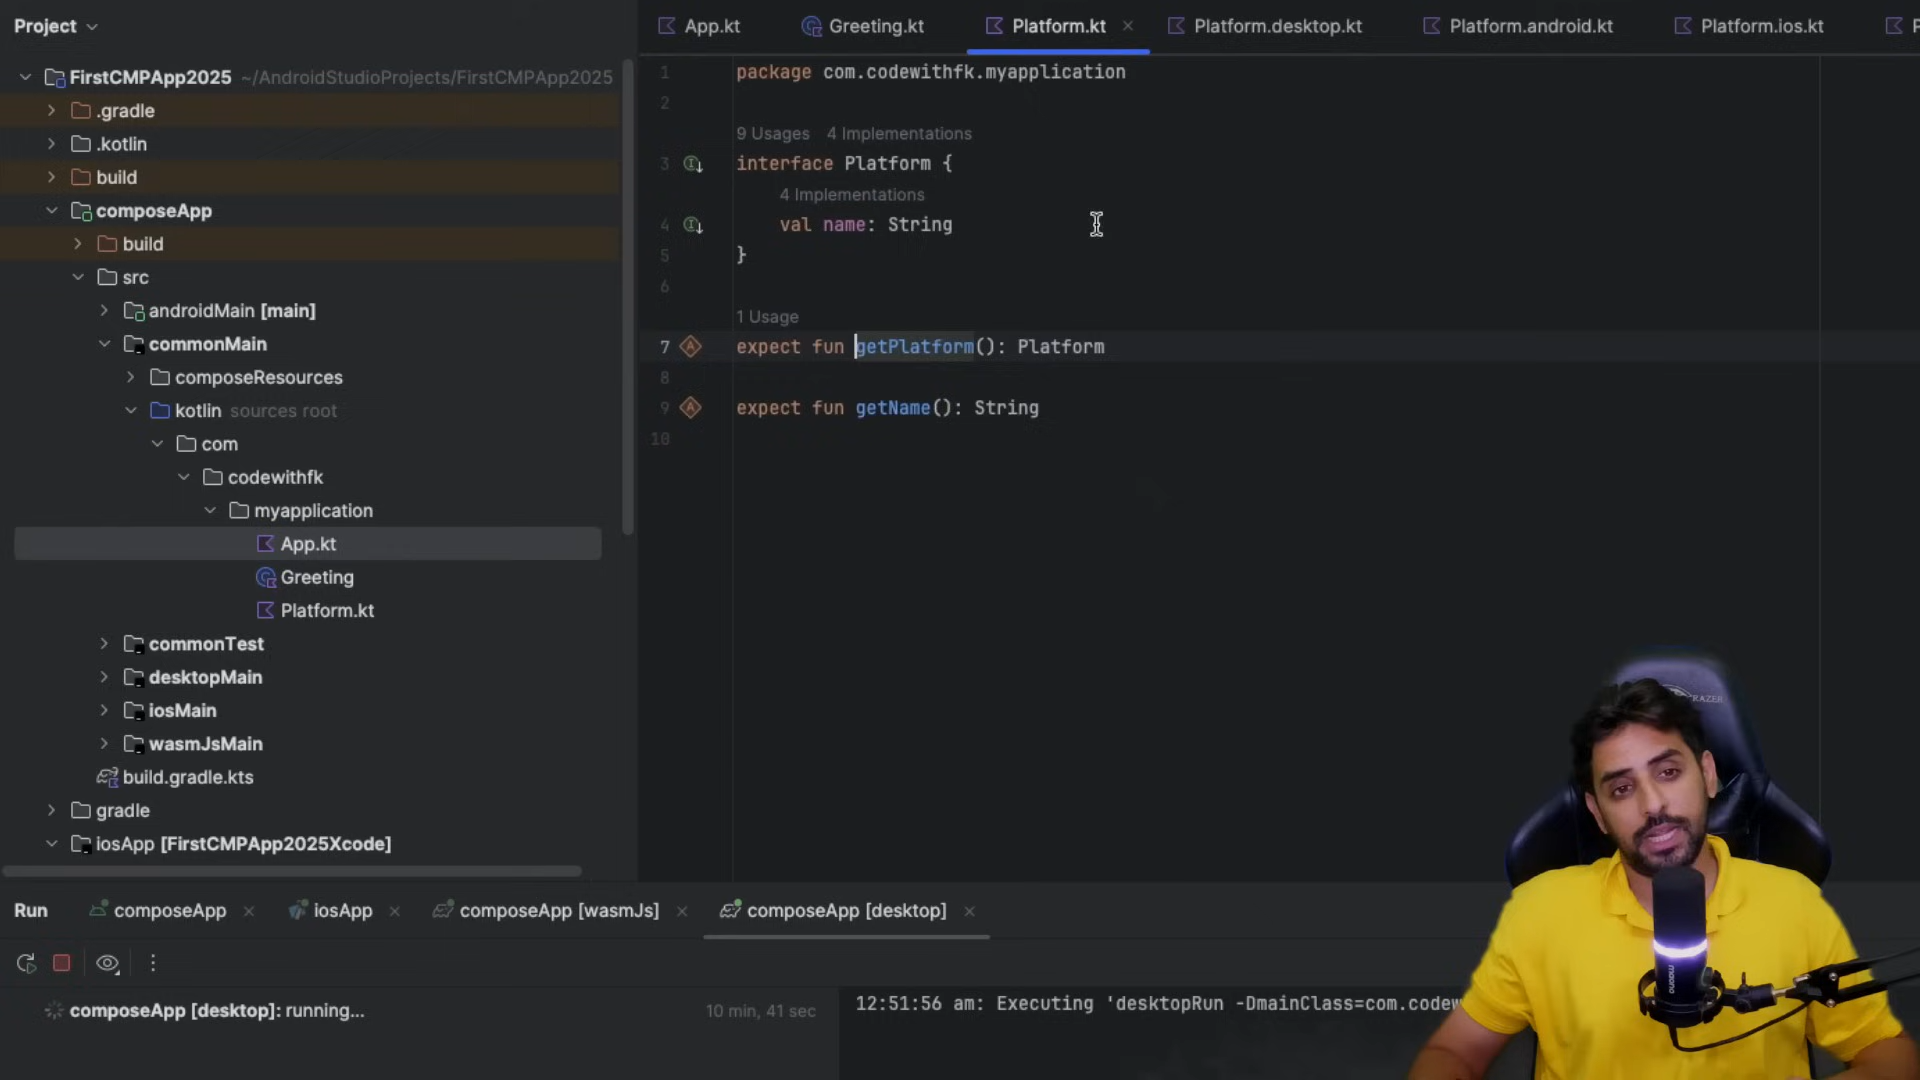 Project
App.kt
Greeting.kt
Platform.kt
Platform.desktop.kt
Platform.android.kt
Platform.ios.kt
FirstCMPApp2025 ~/AndroidStudioProjects/FirstCMPApp2025
.gradle
.kotlin
build
composeApp
build
src
androidMain [main]
commonMain
composeResources
kotlin sources root
com
codewithfk
myapplication
App.kt
Greeting
Platform.kt
commonTest
desktopMain
iosMain
wasmJsMain
build.gradle.kts
gradle
iosApp [FirstCMPApp2025Xcode]
1 package com.codewithfk.myapplication
2
9 Usages 4 Implementations
3 interface Platform {
4 Implementations
4 val name: String
5 }
6
1 Usage
7 expect fun getPlatform(): Platform
8
9 expect fun getName(): String
10
Run
composeApp
iosApp
composeApp [wasmJs]
composeApp [desktop]
composeApp [desktop]: running...
10 min, 41 sec
12:51:56 am: Executing 'desktopRun -DmainClass=com.codew
RAZER
maono